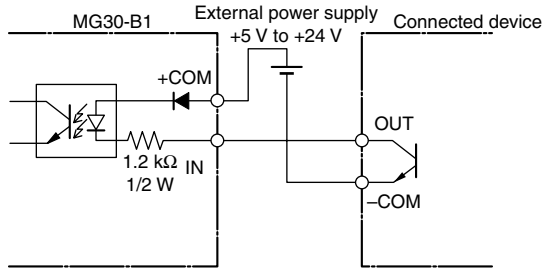 MG30-B1
External power supply
+5 V to +24 V
Connected device
+COM
OUT
1.2 kΩ
1/2 W
IN
−COM